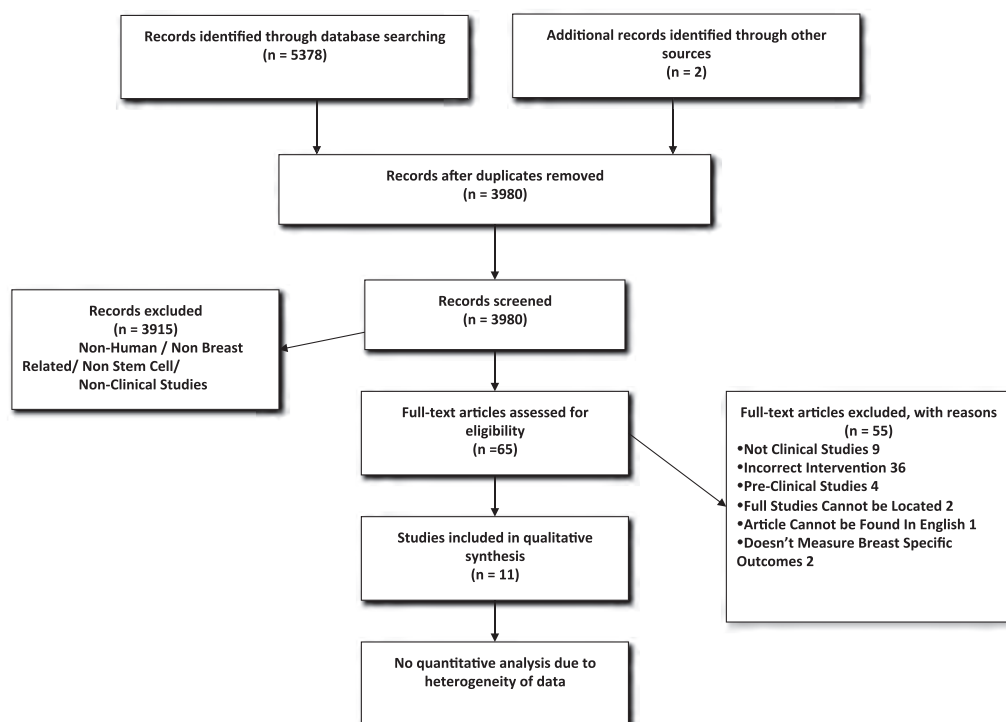 Records identified through database searching
(n = 5378)
Additional records identified through other
sources
(n = 2)
Records after duplicates removed
(n = 3980)
Records screened
(n = 3980)
Records excluded
(n = 3915)
Non-Human / Non Breast
Related/ Non Stem Cell/
Non-Clinical Studies
Full-text articles assessed for
eligibility
(n =65)
Full-text articles excluded, with reasons
(n = 55)
•Not Clinical Studies 9
•Incorrect Intervention 36
•Pre-Clinical Studies 4
•Full Studies Cannot be Located 2
•Article Cannot be Found In English 1
•Doesn't Measure Breast Specific
Outcomes 2
Studies included in qualitative
synthesis
(n = 11)
No quantitative analysis due to
heterogeneity of data